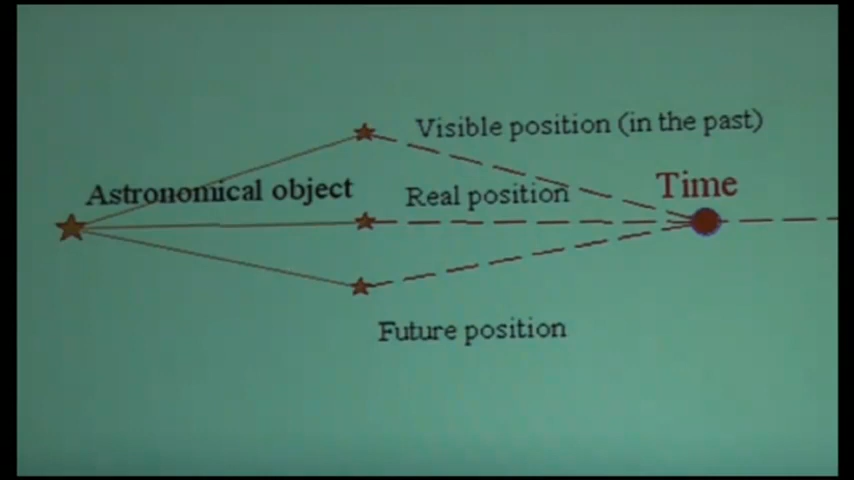 Visible position (in the past)
Astronomical object
Real position
Time
Future position